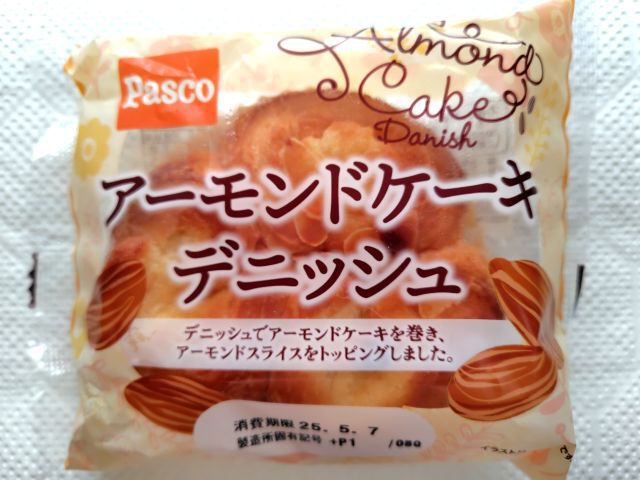 Pasco
Almond
Cake
Danish
アーモンドケーキ
デニッシュ
デニッシュでアーモンドケーキを巻き、
アーモンドスライスをトッピングしました。
消費期限 25. 5. 7
製造所固有記号 +P1 /08G